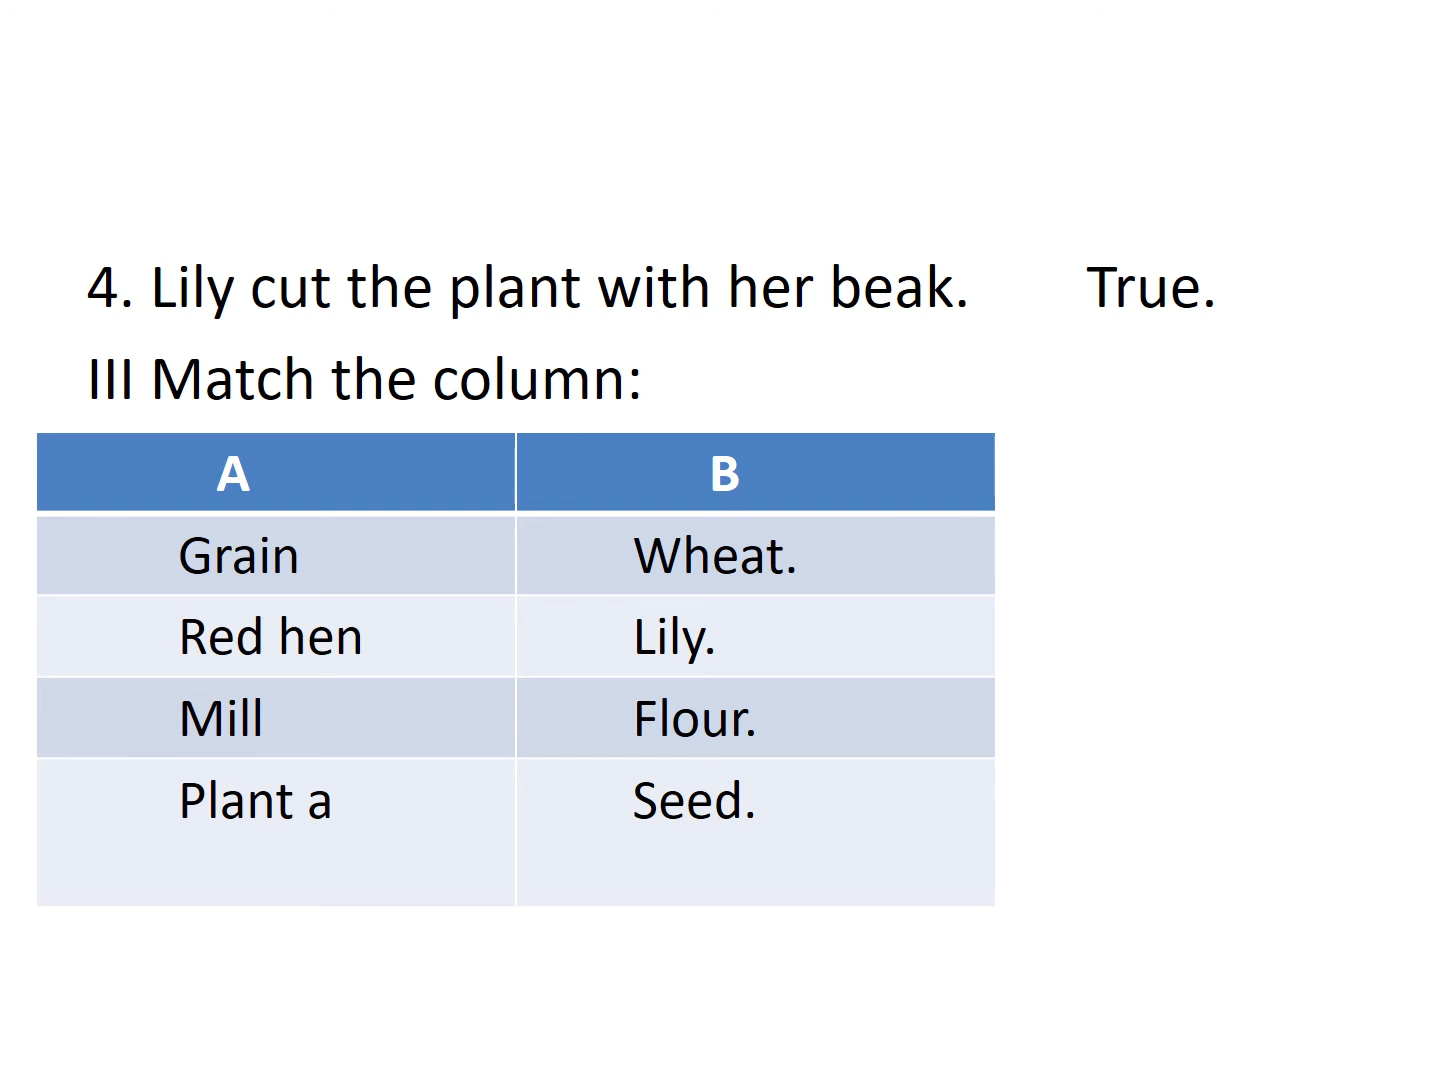 4. Lily cut the plant with her beak. True.
III Match the column:
A B
Grain Wheat.
Red hen Lily.
Mill Flour.
Plant a Seed.